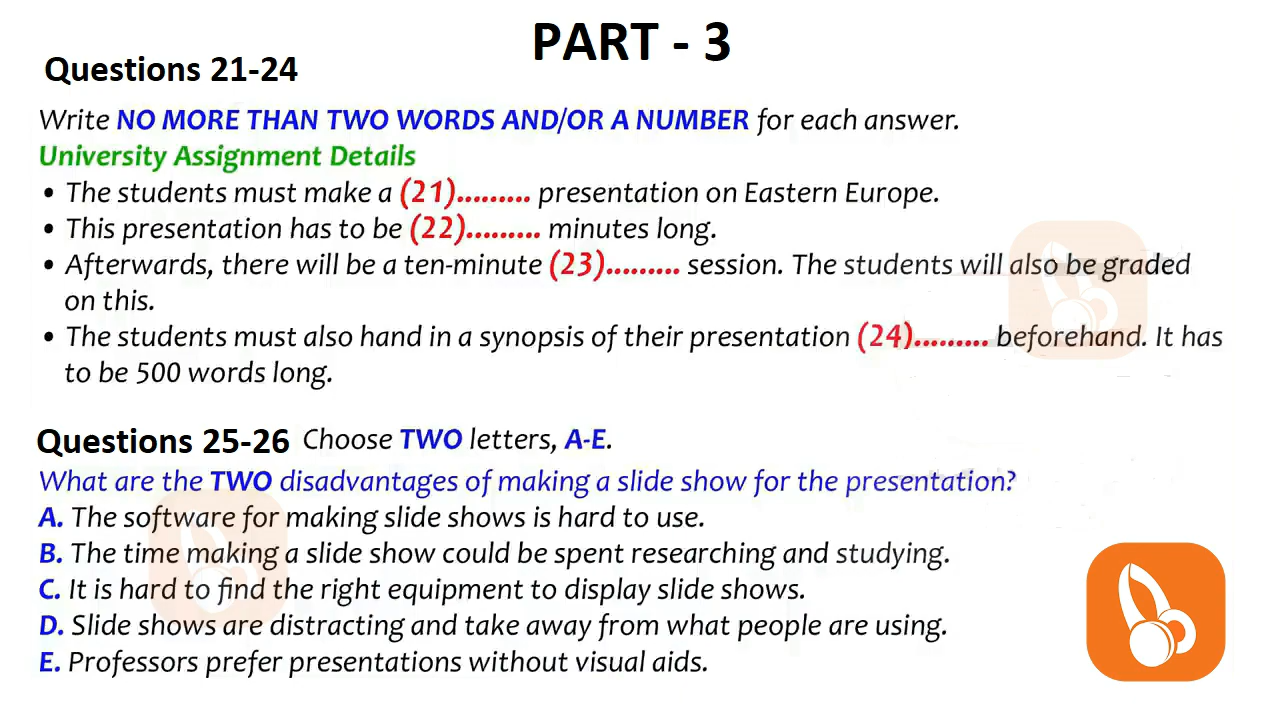 PART - 3
Questions 21-24
Write NO MORE THAN TWO WORDS AND/OR A NUMBER for each answer.
University Assignment Details
• The students must make a (21)......... presentation on Eastern Europe.
• This presentation has to be (22)......... minutes long.
• Afterwards, there will be a ten-minute (23)......... session. The students will also be graded
on this.
• The students must also hand in a synopsis of their presentation (24)......... beforehand. It has
to be 500 words long.
Questions 25-26 Choose TWO letters, A-E.
What are the TWO disadvantages of making a slide show for the presentation?
A. The software for making slide shows is hard to use.
B. The time making a slide show could be spent researching and studying.
C. It is hard to find the right equipment to display slide shows.
D. Slide shows are distracting and take away from what people are using.
E. Professors prefer presentations without visual aids.